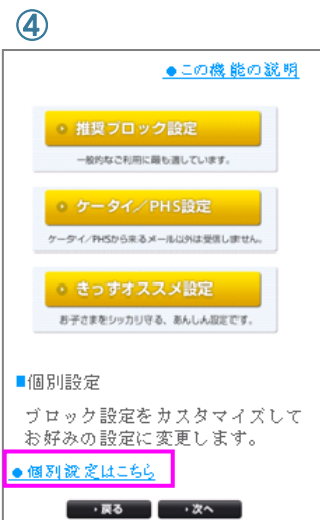 ④
●この機能の説明
推奨ブロック設定
一般的なご利用に最も適しています。
ケータイ／PHS設定
ケータイ／PHSから来るメール以外は受信しません。
きっずオススメ設定
お子さまをシッカリ守る、あんしん設定です。
■個別設定
ブロック設定をカスタマイズして
お好みの設定に変更します。
●個別設定はこちら
・戻る ・次へ